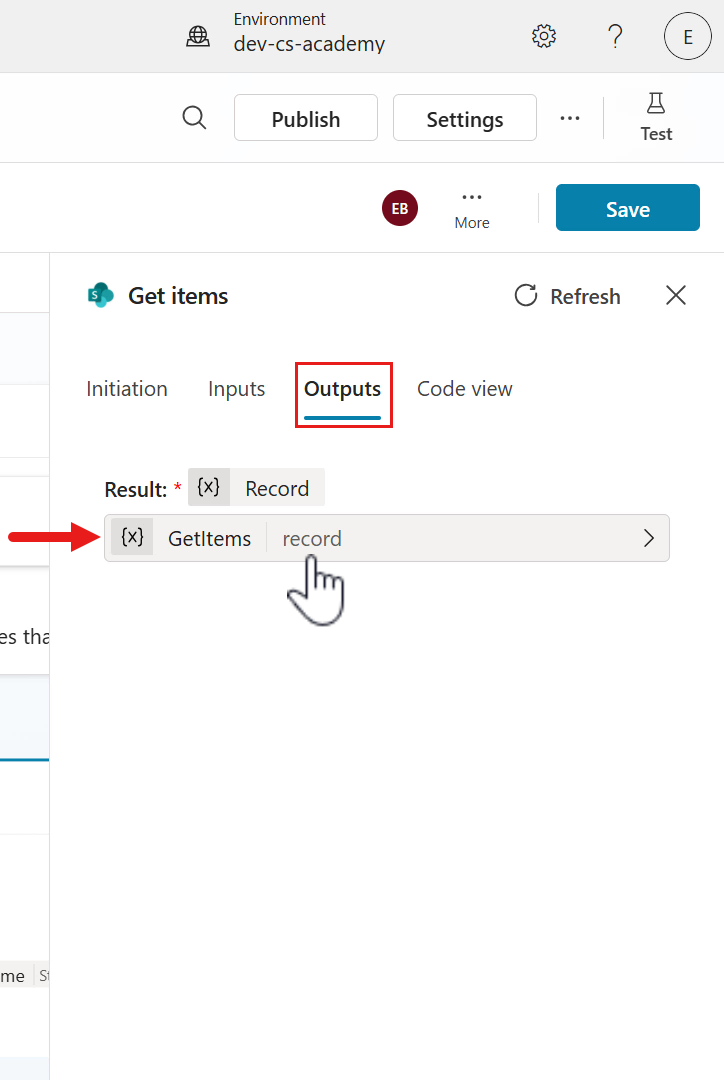 Environment
dev-cs-academy
E
Publish
Settings
Test
EB
More
Save
S
Get items
Refresh
Initiation
Inputs
Outputs
Code view
Result: * {x} Record
{x} GetItems record
es tha
me
St